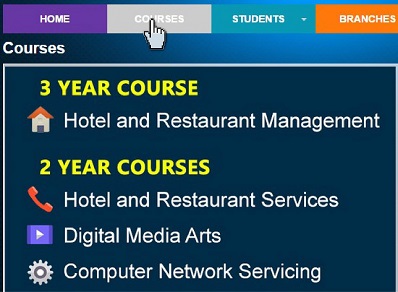 HOME COURSES STUDENTS BRANCHES
Courses
3 YEAR COURSE
Hotel and Restaurant Management
2 YEAR COURSES
Hotel and Restaurant Services
Digital Media Arts
Computer Network Servicing